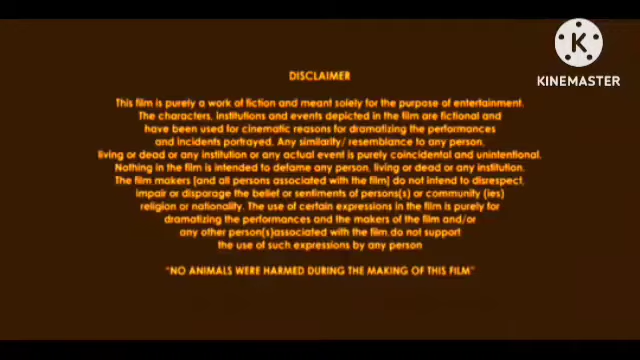 K
KINEMASTER
DISCLAIMER
This film is purely a work of fiction and meant solely for the purpose of entertainment.
The characters, institutions and events depicted in the film are fictional and
have been used for cinematic reasons for dramatizing the performances
and incidents portrayed. Any similarity/ resemblance to any person,
living or dead or any institution or any actual event is purely coincidental and unintentional.
Nothing in the film is intended to defame any person, living or dead or any institution.
The film makers [and all persons associated with the film] do not intend to disrespect,
impair or disparage the belief or sentiments of persons(s) or community (ies)
religion or nationality. The use of certain expressions in the film is purely for
dramatizing the performances and the makers of the film and/or
any other person(s)associated with the film do not support
the use of such expressions by any person
"NO ANIMALS WERE HARMED DURING THE MAKING OF THIS FILM"